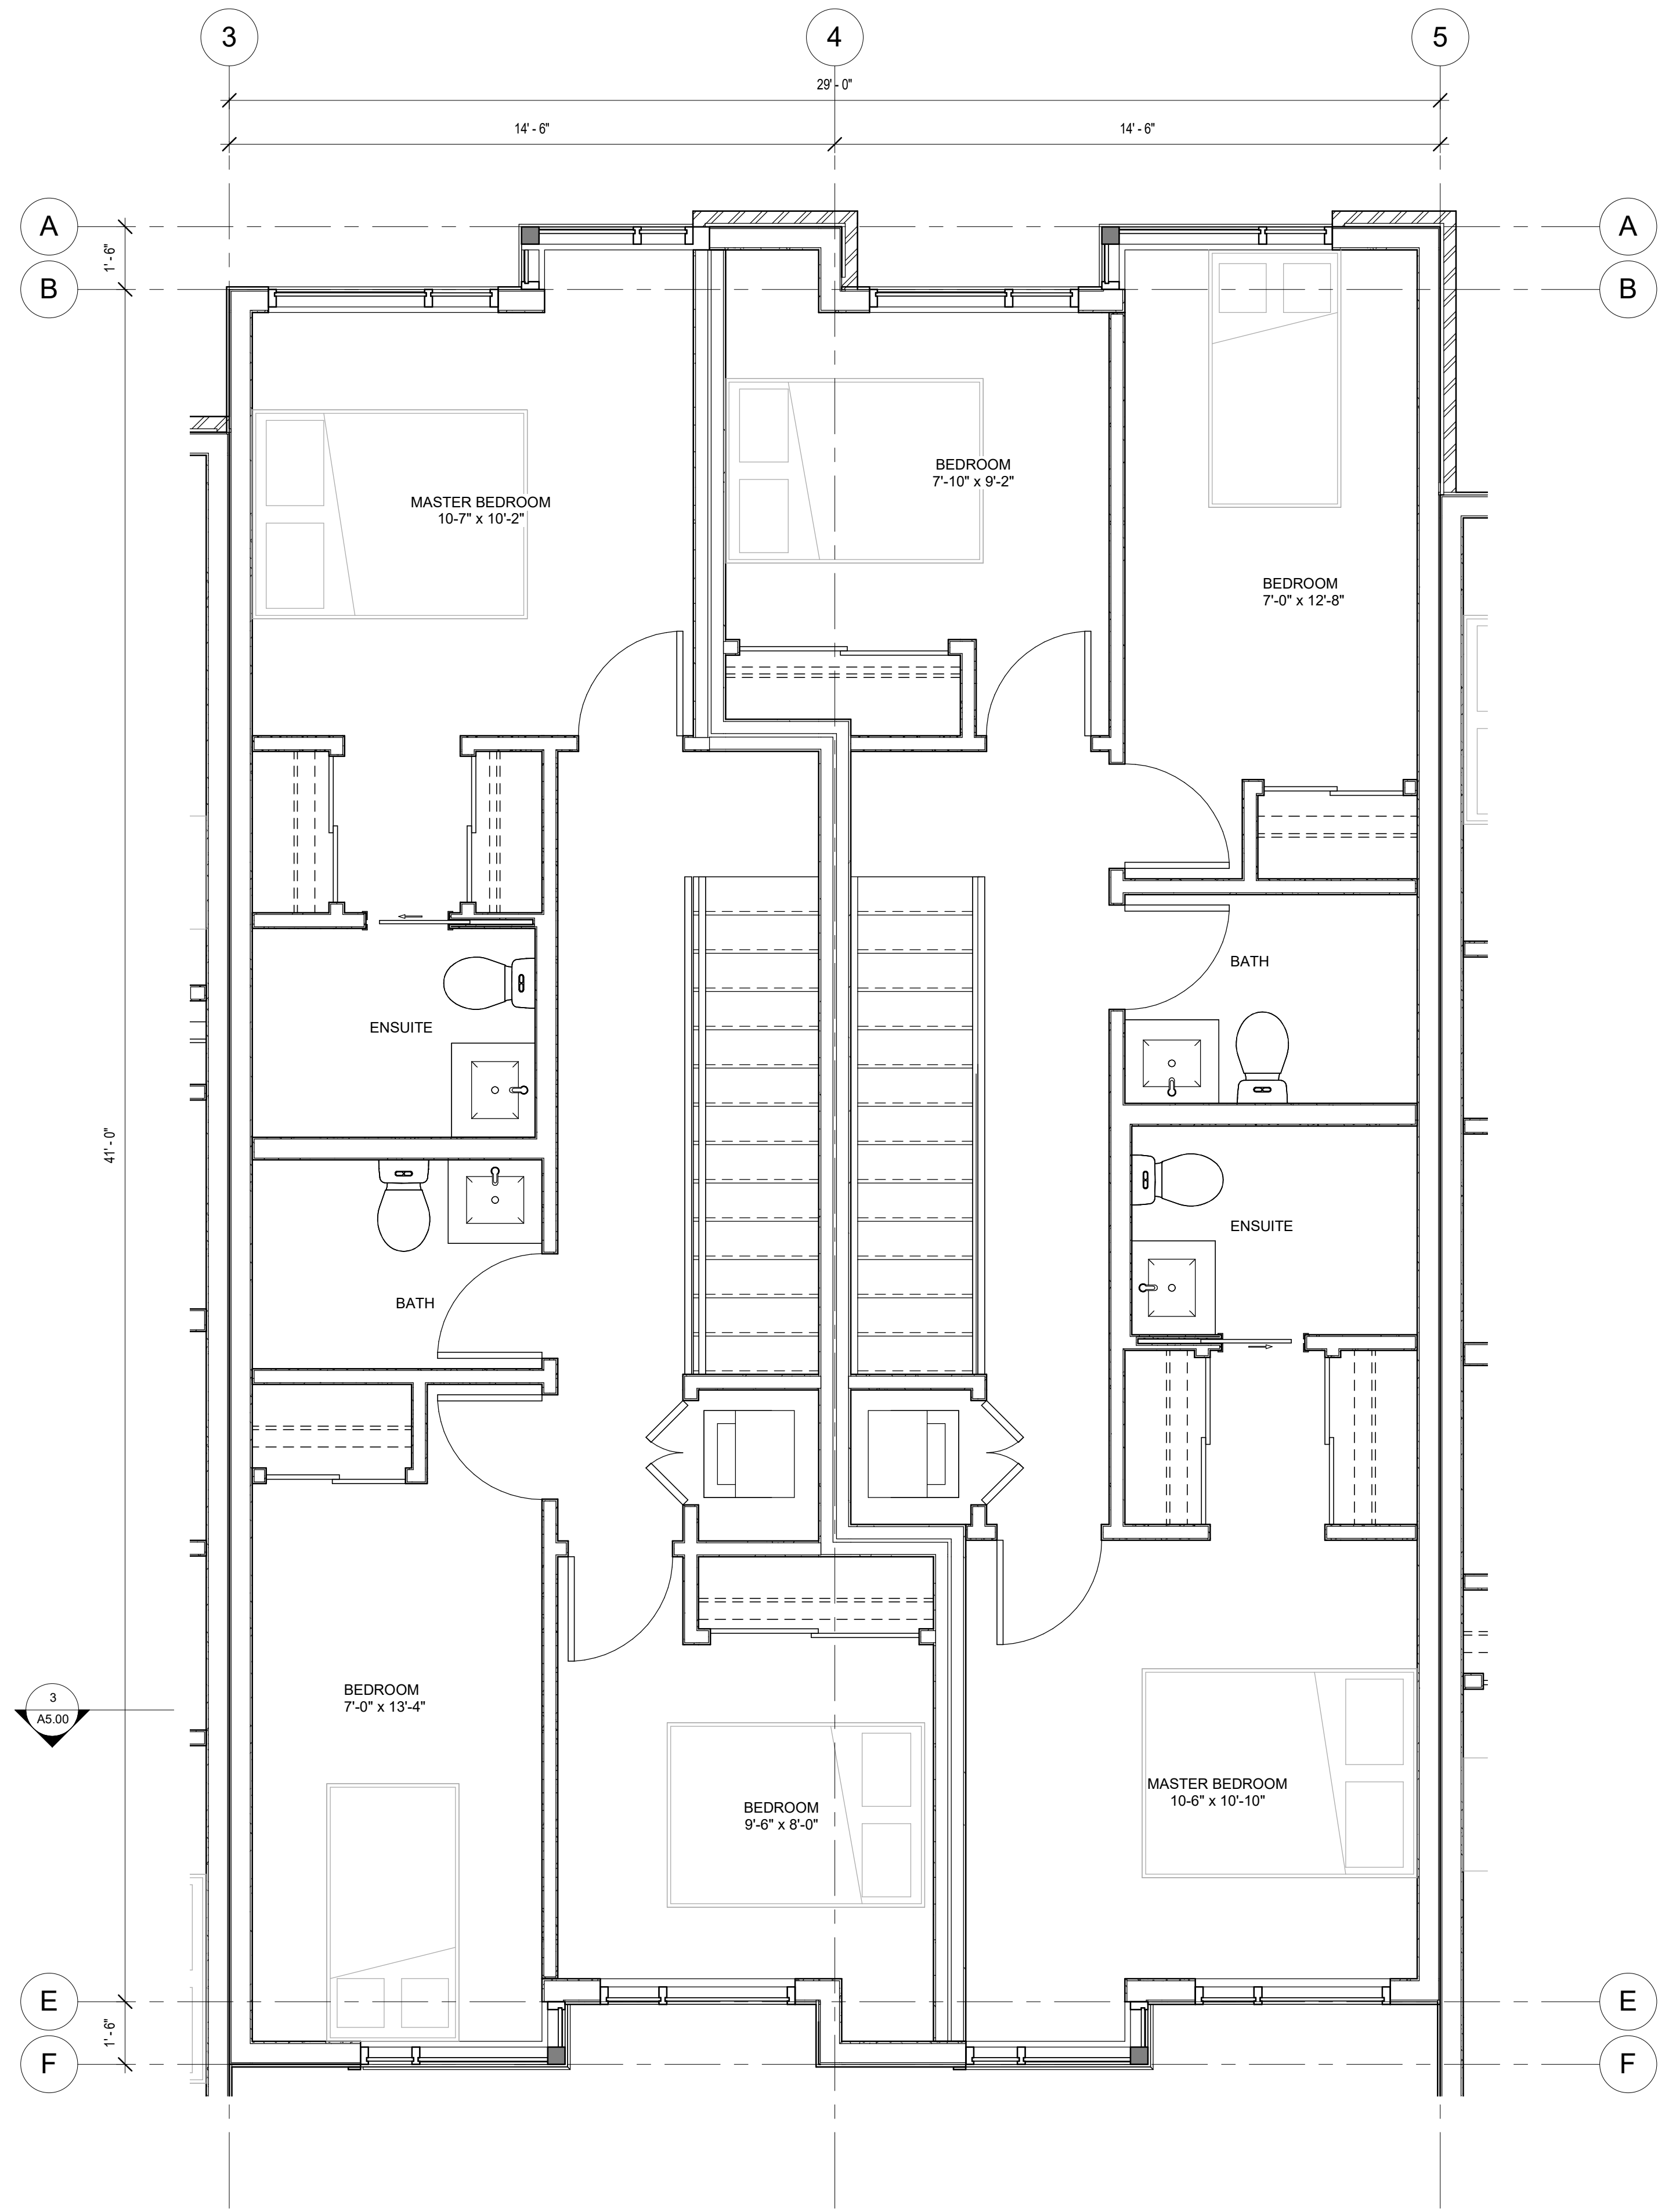 3
4
5
29' - 0"
14' - 6"
14' - 6"
A
A
1' - 6"
B
B
BEDROOM
7'-10" x 9'-2"
MASTER BEDROOM
10-7" x 10'-2"
BEDROOM
7'-0" x 12'-8"
BATH
ENSUITE
41' - 0"
ENSUITE
BATH
BEDROOM
7'-0" x 13'-4"
3
A5.00
MASTER BEDROOM
10-6" x 10'-10"
BEDROOM
9'-6" x 8'-0"
E
E
1' - 6"
F
F